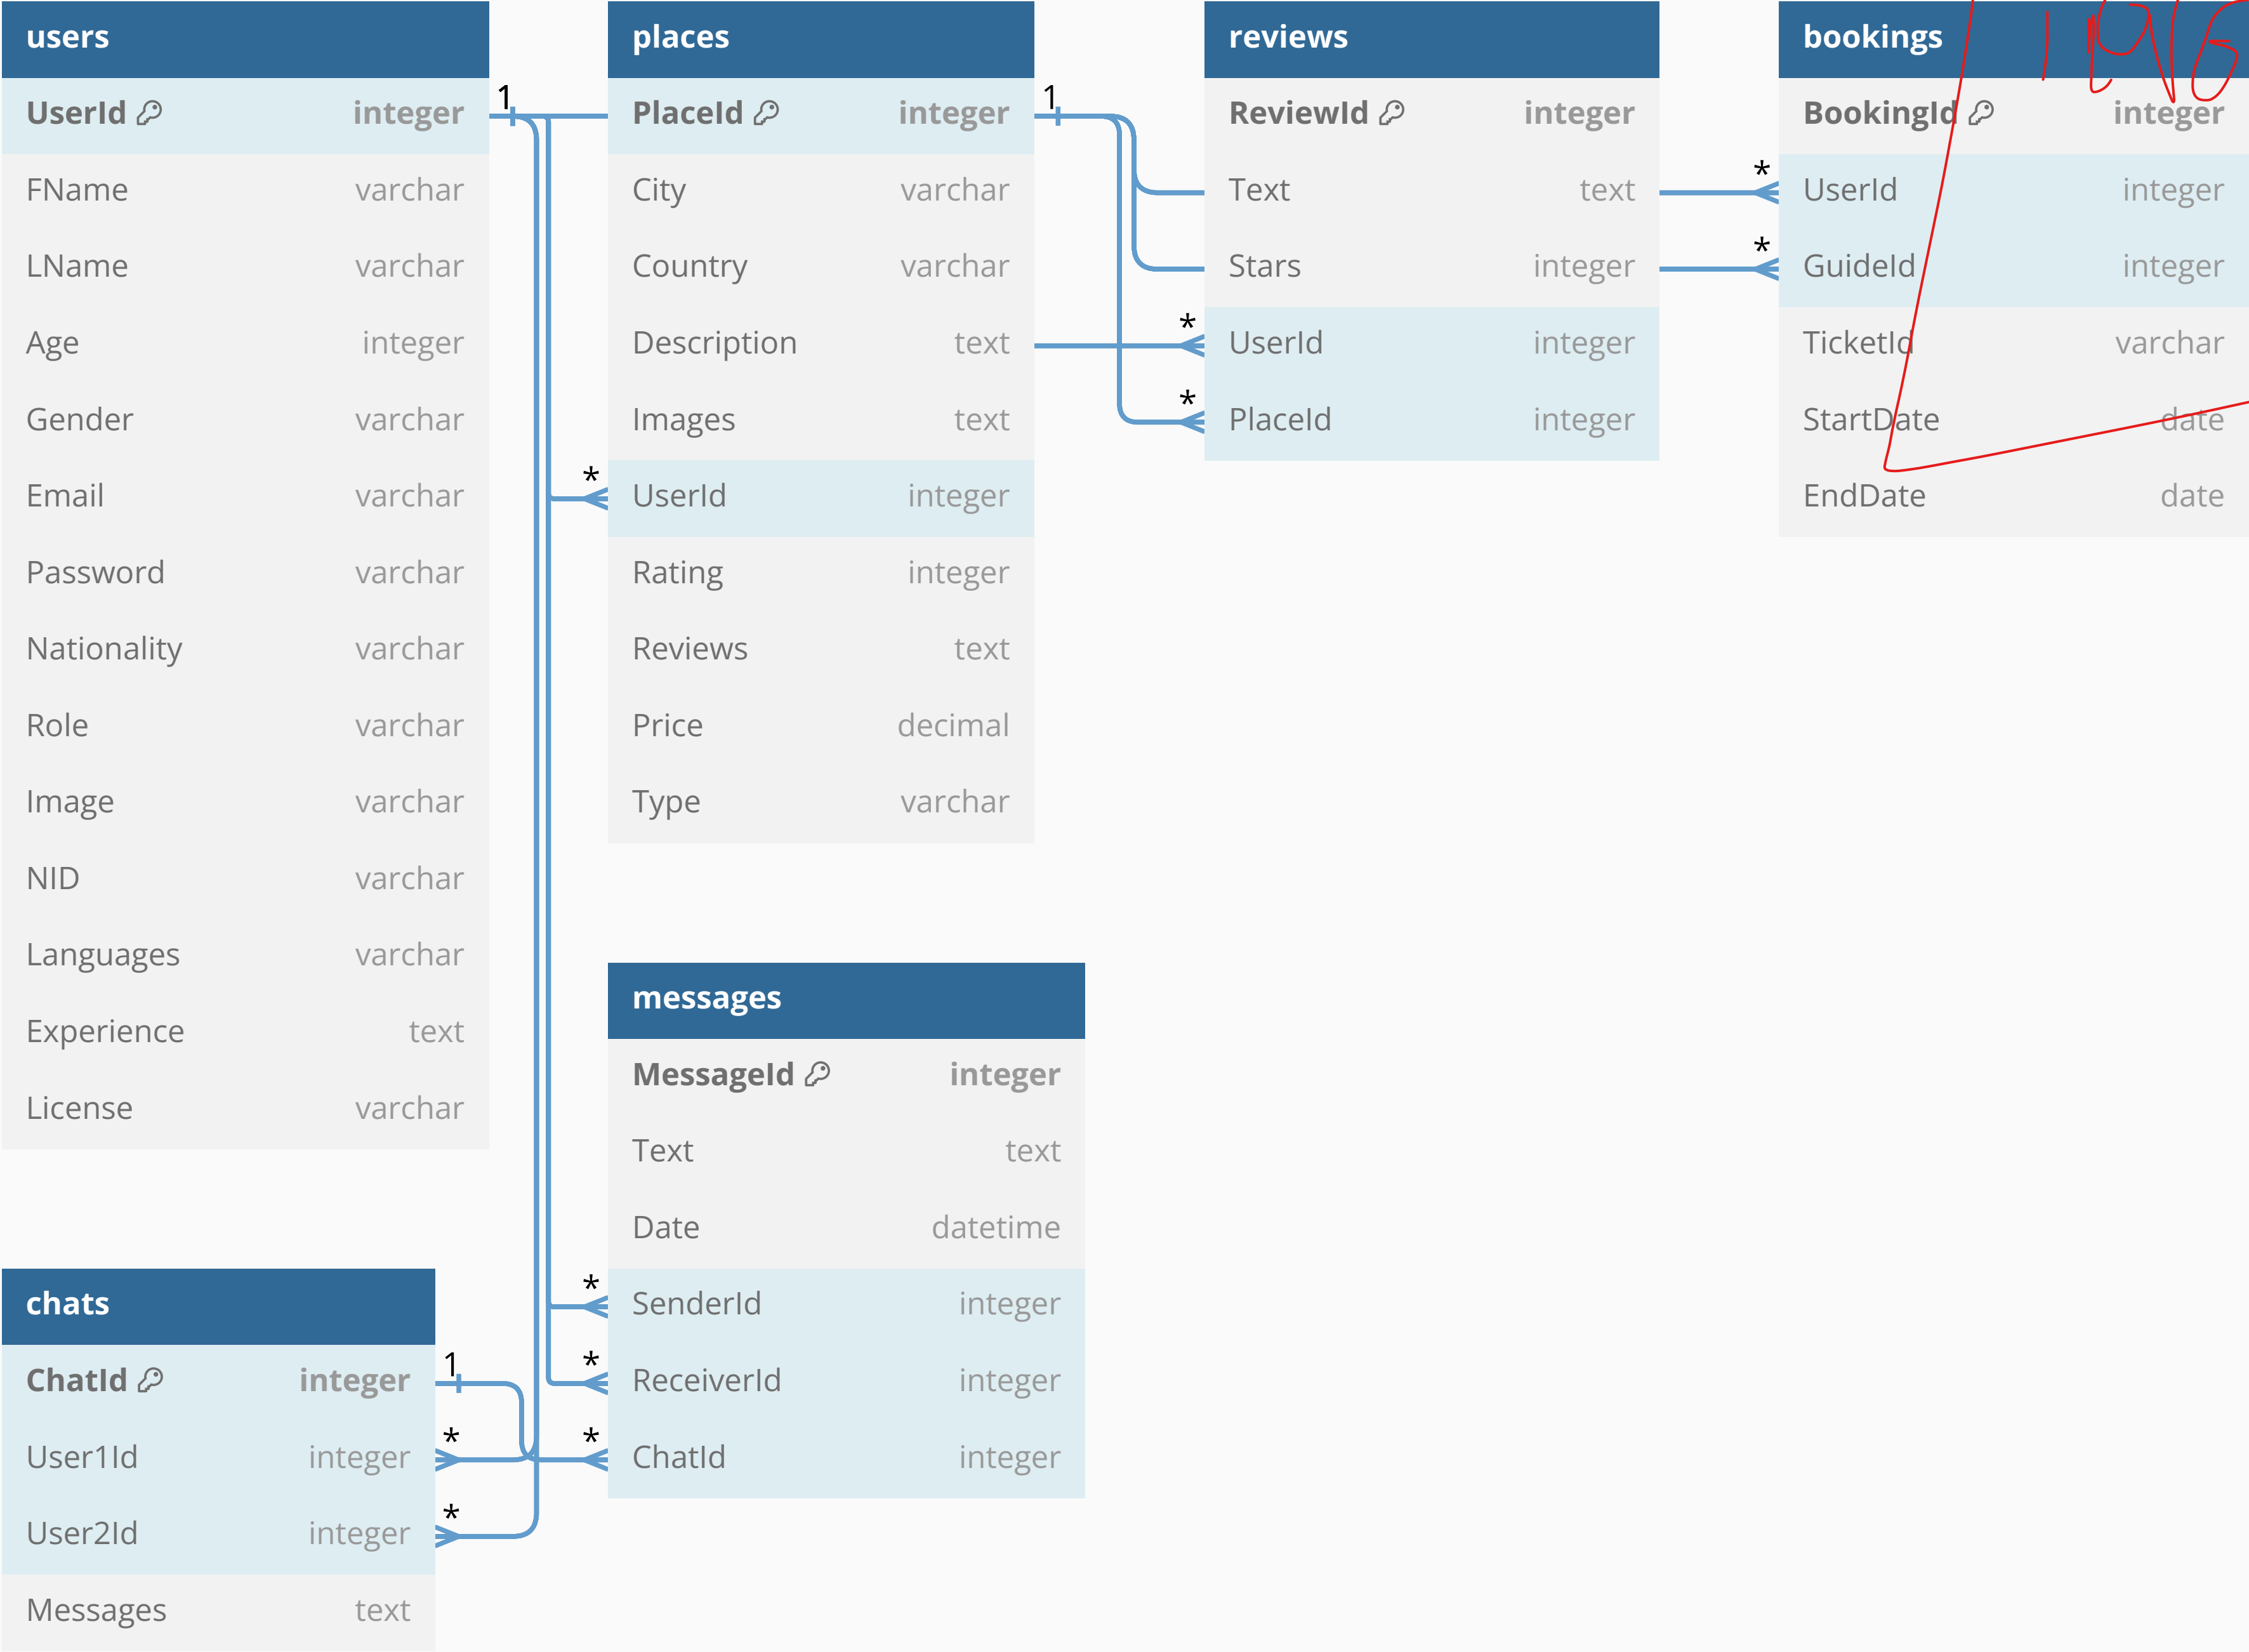 users
UserId integer
FName varchar
LName varchar
Age integer
Gender varchar
Email varchar
Password varchar
Nationality varchar
Role varchar
Image varchar
NID varchar
Languages varchar
Experience text
License varchar
1
places
PlaceId integer
City varchar
Country varchar
Description text
Images text
* UserId integer
Rating integer
Reviews text
Price decimal
Type varchar
1
reviews
ReviewId integer
Text text
Stars integer
* UserId integer
* PlaceId integer
bookings
BookingId integer
* UserId integer
* GuideId integer
TicketId varchar
StartDate date
EndDate date
messages
MessageId integer
Text text
Date datetime
* SenderId integer
* ReceiverId integer
* ChatId integer
chats
ChatId integer 1
User1Id integer *
User2Id integer *
Messages text